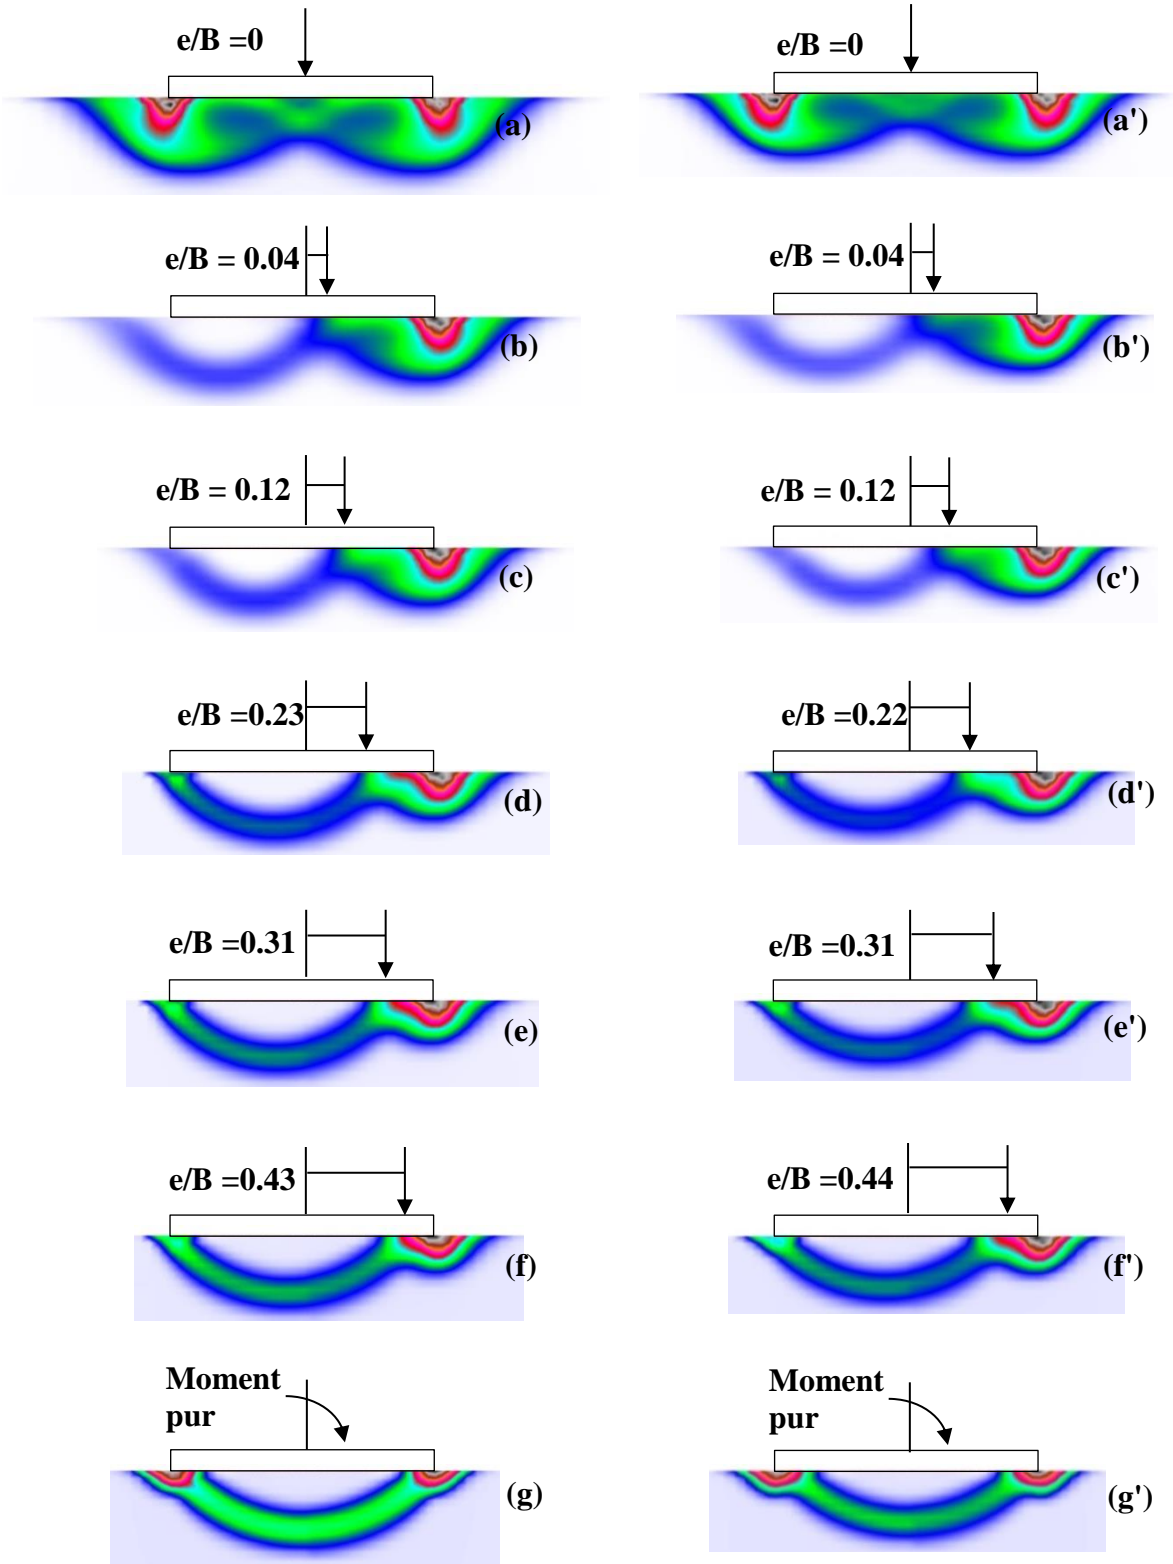 e/B =0
e/B =0
(a)
(a')
e/B = 0.04
e/B = 0.04
(b)
(b')
e/B = 0.12
e/B = 0.12
(c)
(c')
e/B =0.23
e/B =0.22
(d)
(d')
e/B =0.31
e/B =0.31
(e)
(e')
e/B =0.43
e/B =0.44
(f)
(f')
Moment
pur
Moment
pur
(g)
(g')